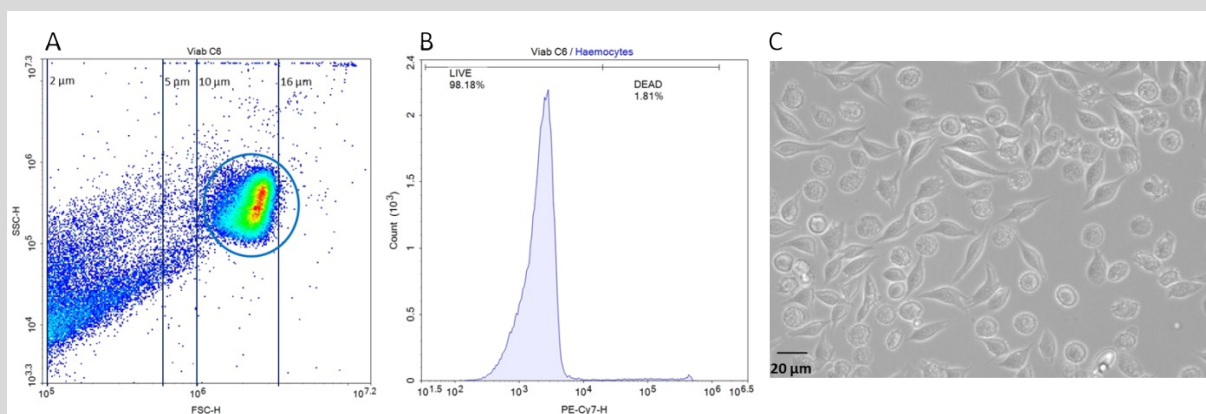 A
Viab C6
2 µm
5 µm
10 µm
16 µm
10^7.3
10^6
10^5
10^4
10^3.3
SSC-H
10^5
10^6
10^7.2
FSC-H
B
Viab C6 / Haemocytes
LIVE
98.18%
DEAD
1.81%
2.4
2
1.5
1
0.5
0
Count (10^3)
10^1.5
10^2
10^3
10^4
10^5
10^6
10^6.5
PE-Cy7-H
C
20 µm